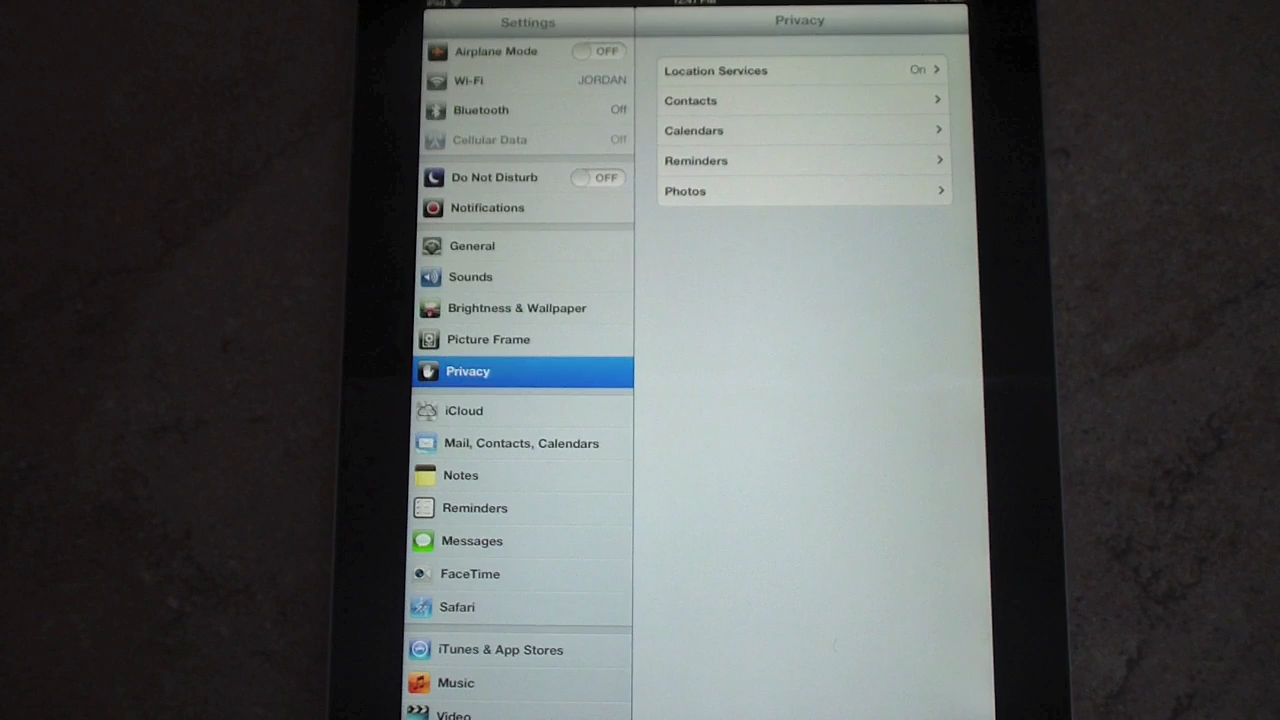 Settings
Airplane Mode OFF
Wi-Fi JORDAN
Bluetooth Off
Cellular Data Off
Do Not Disturb OFF
Notifications
General
Sounds
Brightness & Wallpaper
Picture Frame
Privacy
iCloud
Mail, Contacts, Calendars
Notes
Reminders
Messages
FaceTime
Safari
iTunes & App Stores
Music
Video
Privacy
Location Services On
Contacts
Calendars
Reminders
Photos